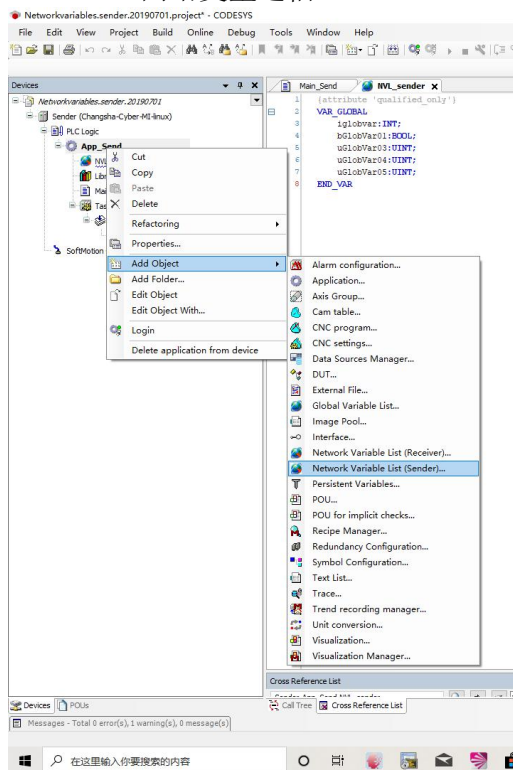 Networkvariables.sender.20190701.project* - CODESYS
File Edit View Project Build Online Debug Tools Window Help
Devices
Networkvariables.sender.20190701
Sender (Changsha-Cyber-MI-linux)
PLC Logic
App_Send
SoftMotion
Cut
Copy
Paste
Delete
Refactoring
Properties...
Add Object
Add Folder...
Edit Object
Edit Object With...
Login
Delete application from device
Main_Send NVL_sender
1 {attribute 'qualified_only'}
2 VAR_GLOBAL
3 iglobVar:INT;
4 bGlobVar01:BOOL;
5 uGlobVar03:UINT;
6 uGlobVar04:UINT;
7 uGlobVar05:UINT;
8 END_VAR
Alarm configuration...
Application...
Axis Group...
Cam table...
CNC program...
CNC settings...
Data Sources Manager...
DUT...
External File...
Global Variable List...
Image Pool...
Interface...
Network Variable List (Receiver)...
Network Variable List (Sender)...
Persistent Variables...
POU...
POU for implicit checks...
Recipe Manager...
Redundancy Configuration...
Symbol Configuration...
Text List...
Trace...
Trend recording manager...
Unit conversion...
Visualization...
Visualization Manager...
Cross Reference List
Devices POUs
Call Tree Cross Reference List
Messages - Total 0 error(s), 1 warning(s), 0 message(s)
在这里输入你要搜索的内容